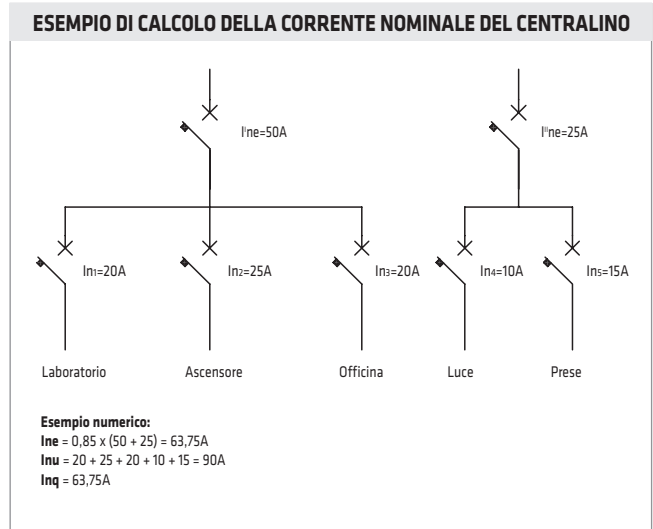 ESEMPIO DI CALCOLO DELLA CORRENTE NOMINALE DEL CENTRALINO
I'ne=50A
I"ne=25A
In1=20A
In2=25A
In3=20A
In4=10A
In5=15A
Laboratorio
Ascensore
Officina
Luce
Prese
Esempio numerico:
Ine = 0,85 x (50 + 25) = 63,75A
Inu = 20 + 25 + 20 + 10 + 15 = 90A
Inq = 63,75A